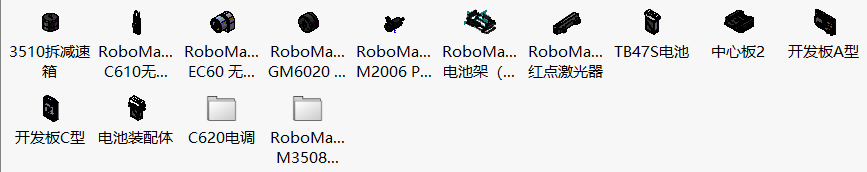 3510拆减速 RoboMa... RoboMa... RoboMa... RoboMa... RoboMa... RoboMa... TB47S电池 中心板2 开发板A型
箱 C610无... EC60 无... GM6020 ... M2006 P... 电池架（... 红点激光器
开发板C型 电池装配体 C620电调 RoboMa...
M3508...